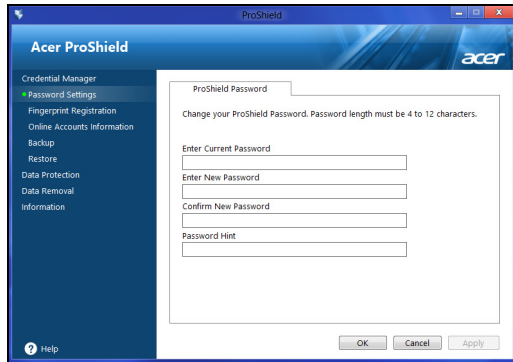 ProShield
Acer ProShield
acer
Credential Manager
Password Settings
Fingerprint Registration
Online Accounts Information
Backup
Restore
Data Protection
Data Removal
Information
ProShield Password
Change your ProShield Password. Password length must be 4 to 12 characters.
Enter Current Password
Enter New Password
Confirm New Password
Password Hint
? Help
OK Cancel Apply